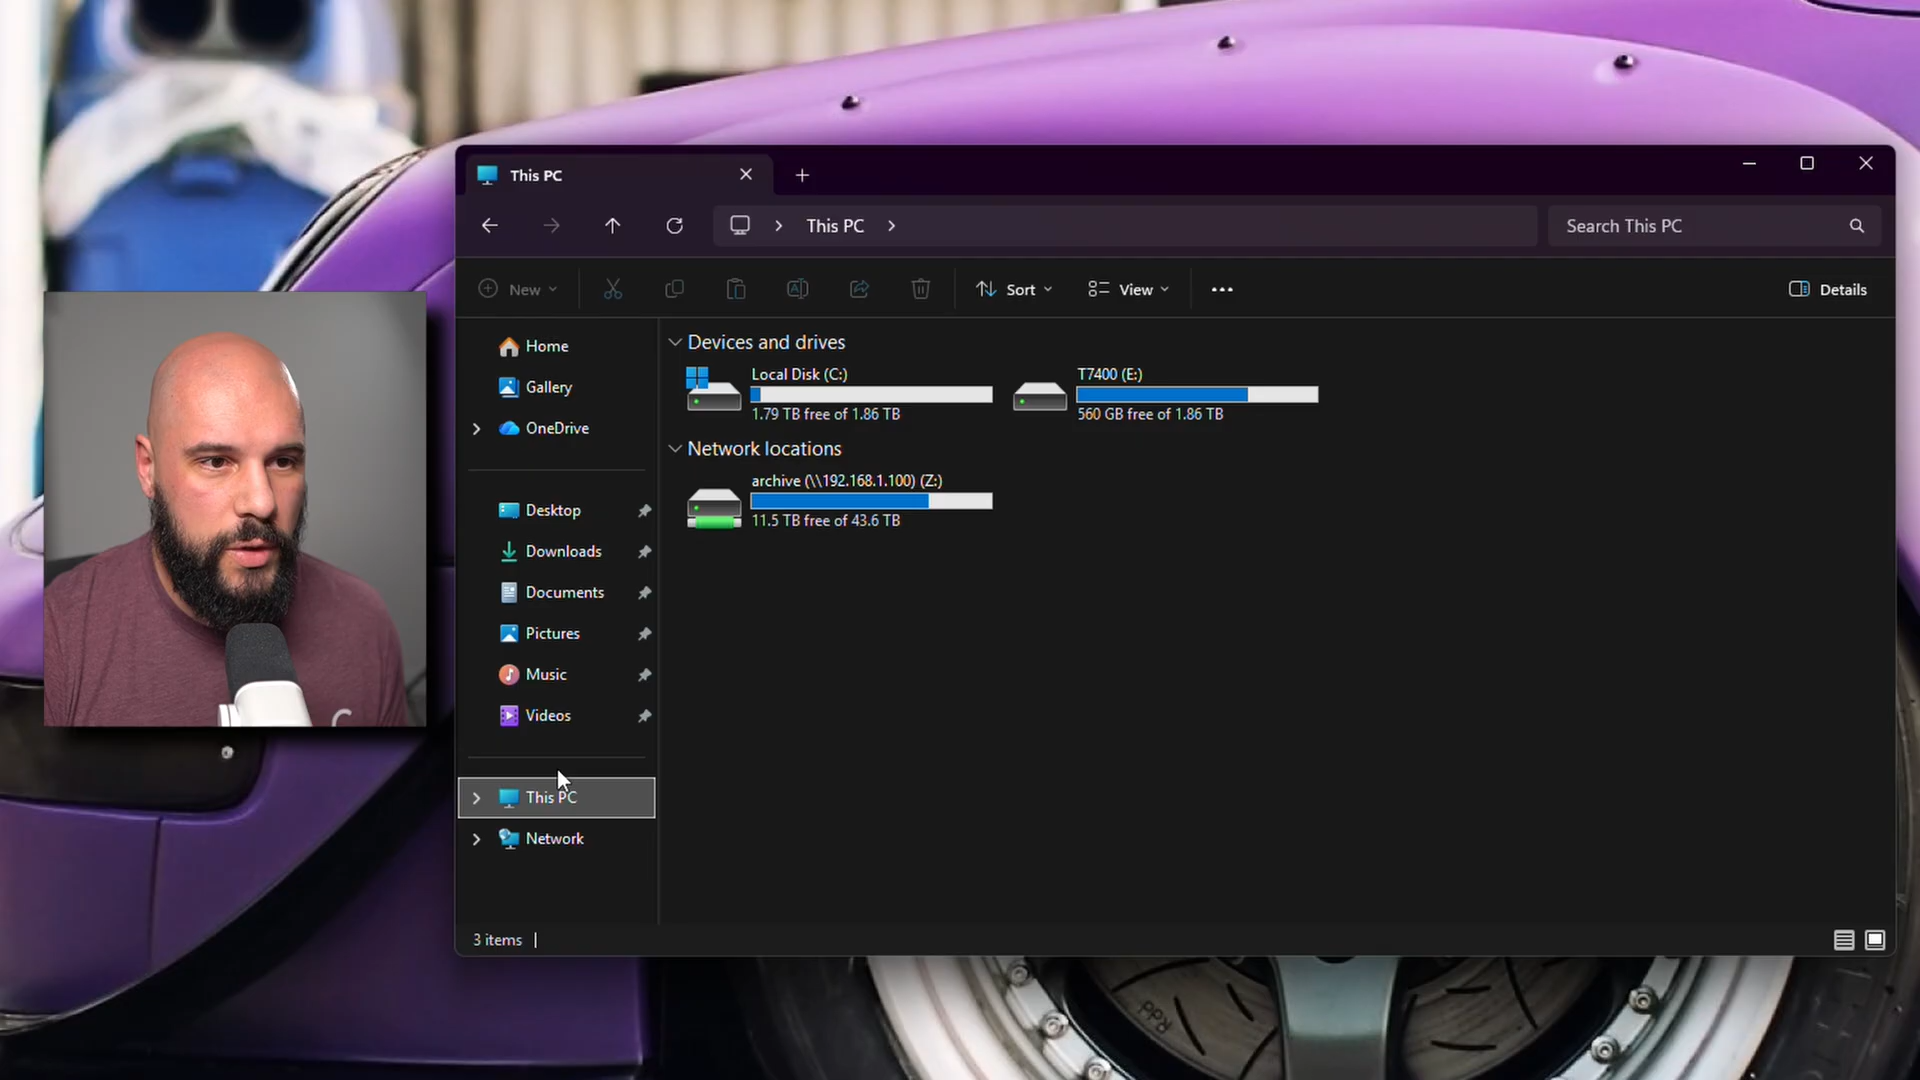 This PC
This PC
Search This PC
New
Sort
View
Details
Home
Gallery
OneDrive
Desktop
Downloads
Documents
Pictures
Music
Videos
This PC
Network
Devices and drives
Local Disk (C:)
1.79 TB free of 1.86 TB
T7400 (E:)
560 GB free of 1.86 TB
Network locations
archive (\\192.168.1.100) (Z:)
11.5 TB free of 43.6 TB
3 items